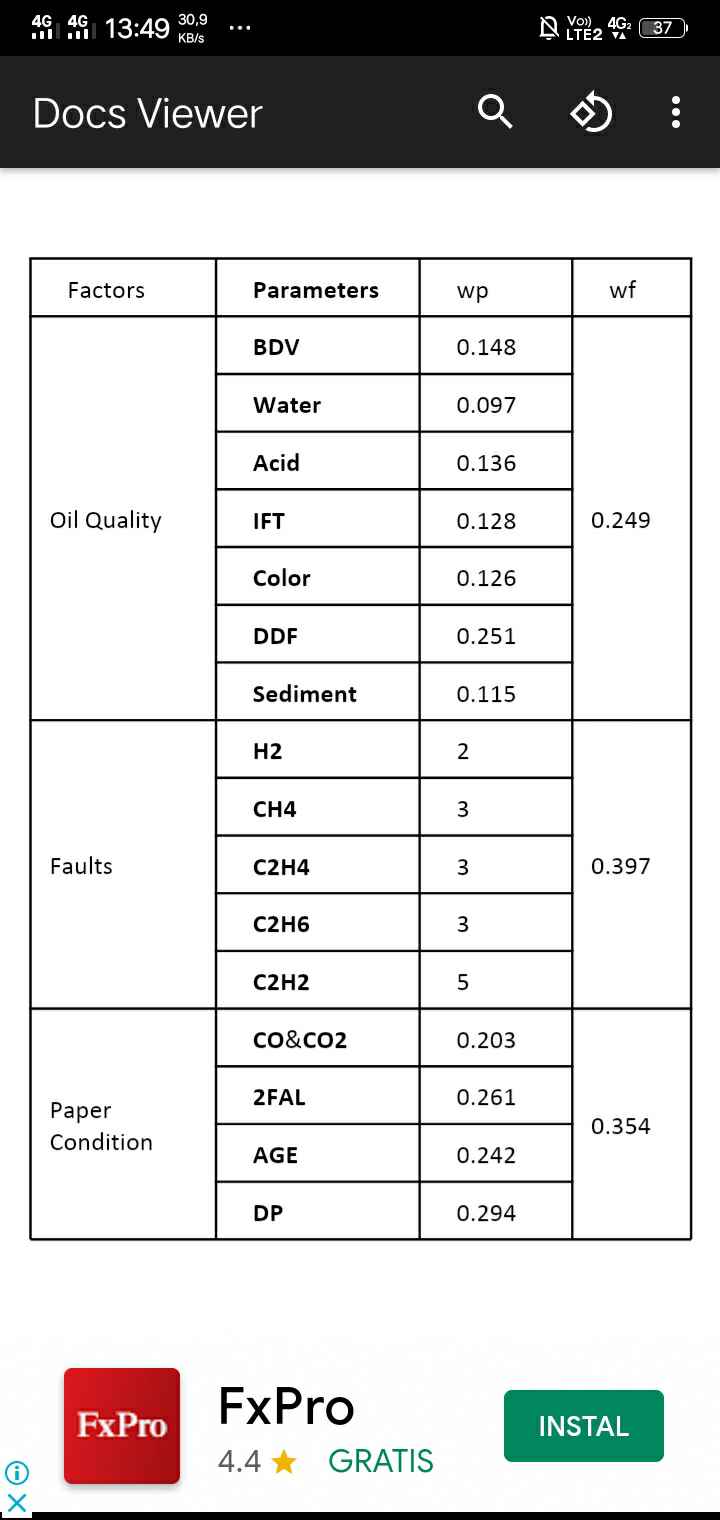 4G 4G 13:49 30,9 KB/s ... Vo)) LTE2 4G2 37
Docs Viewer
Factors Parameters wp wf
Oil Quality 0.249
BDV 0.148
Water 0.097
Acid 0.136
IFT 0.128
Color 0.126
DDF 0.251
Sediment 0.115
Faults 0.397
H2 2
CH4 3
C2H4 3
C2H6 3
C2H2 5
Paper
Condition 0.354
CO&CO2 0.203
2FAL 0.261
AGE 0.242
DP 0.294
FxPro
FxPro
4.4 ★ GRATIS
INSTAL